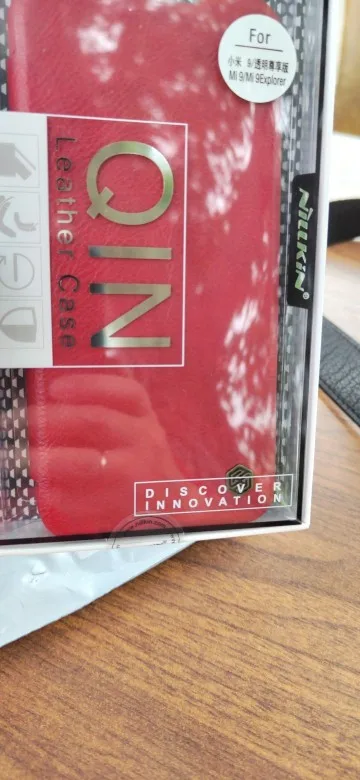 For
小米 9/透明尊享版
Mi 9/Mi 9Explorer
NILLKIN®
QIN
Leather Case
DISCOVER
INNOVATION